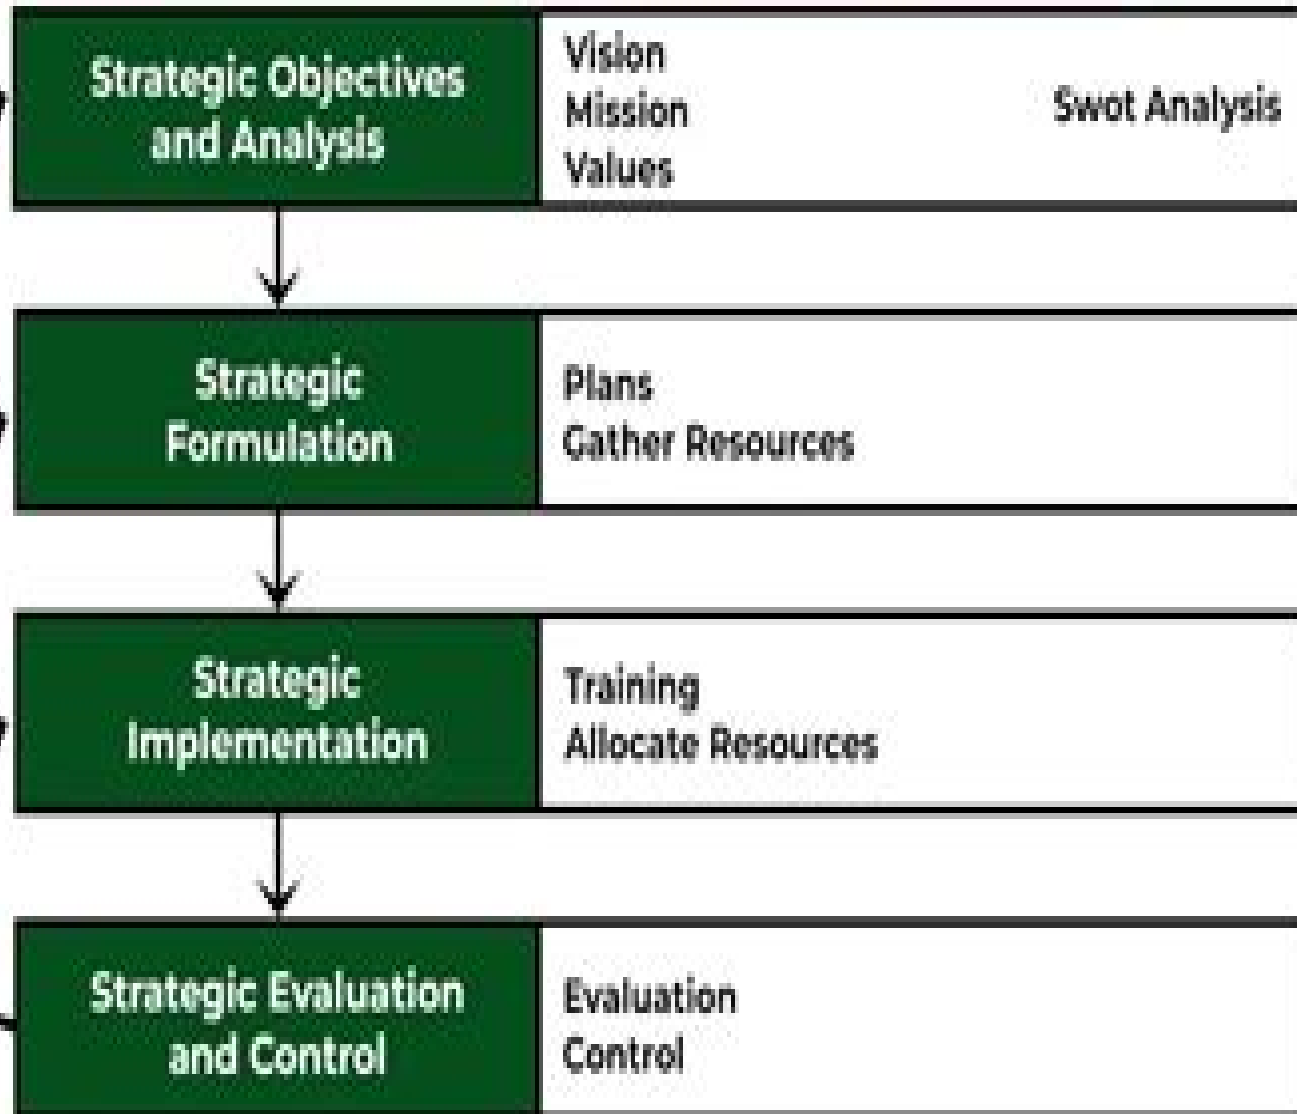 Strategic Objectives
and Analysis
Vision
Mission
Values
Swot Analysis
Strategic
Formulation
Plans
Gather Resources
Strategic
Implementation
Training
Allocate Resources
Strategic Evaluation
and Control
Evaluation
Control